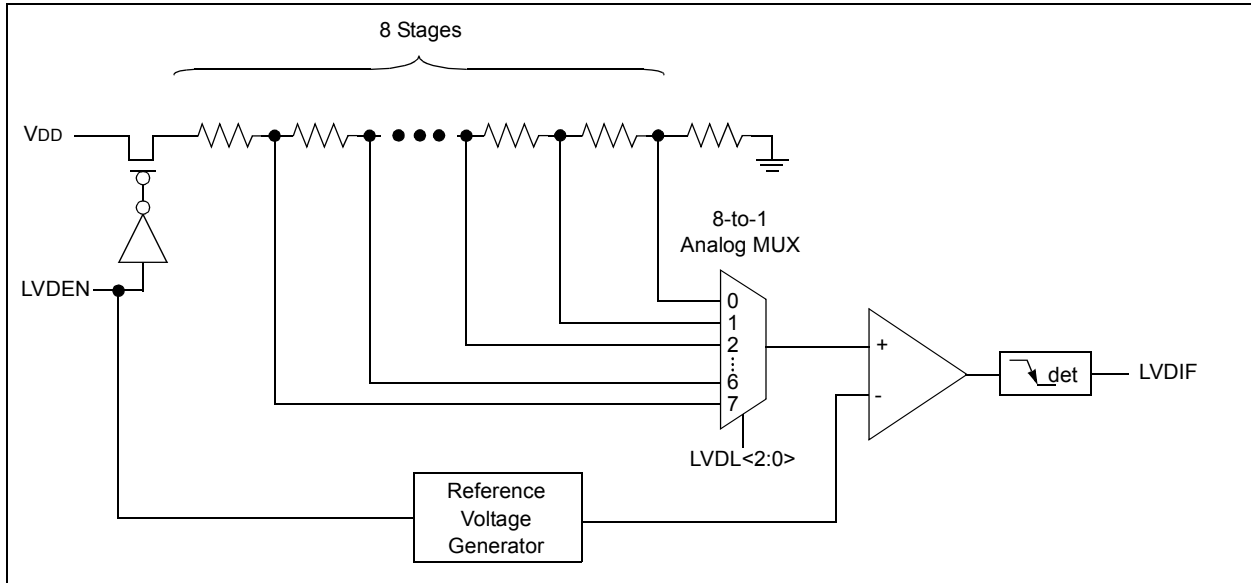 8 Stages
VDD
8-to-1
Analog MUX
LVDEN
0
1
2
6
7
+
-
det
LVDIF
LVDL<2:0>
Reference
Voltage
Generator